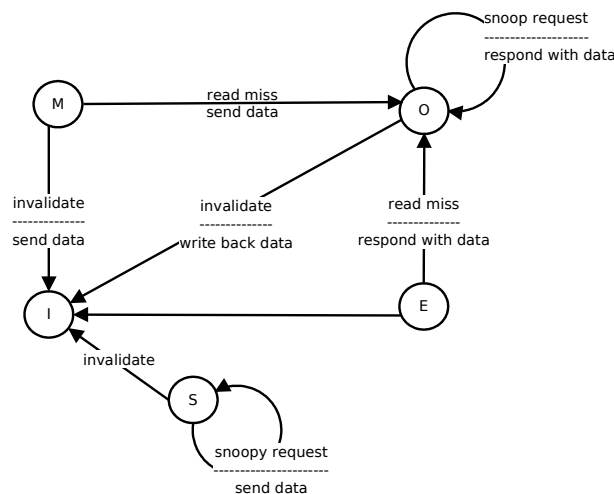 snoop request
--------------------
respond with data
M
O
read miss
send data
invalidate
--------------
send data
invalidate
--------------
write back data
read miss
--------------
respond with data
I
E
invalidate
S
snoopy request
----------------------
send data